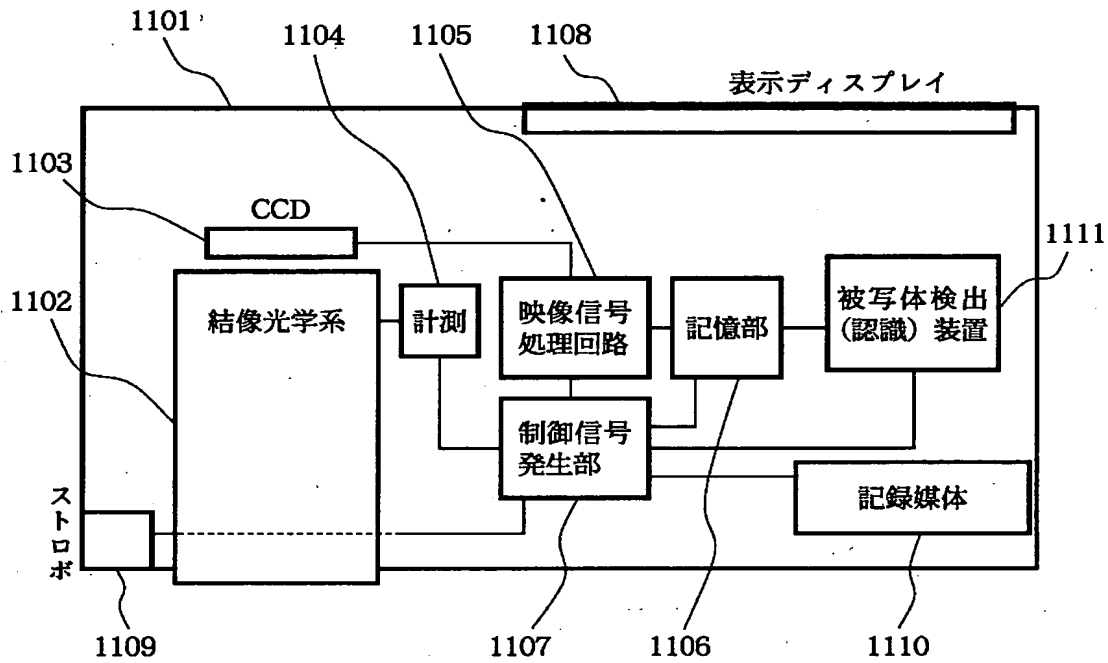 1101
1104
1105
1108
表示ディスプレイ
1103
CCD
1111
1102
結像光学系
計測
映像信号
処理回路
記憶部
被写体検出
(認識) 装置
制御信号
発生部
記録媒体
ストロボ
1109
1107
1106
1110